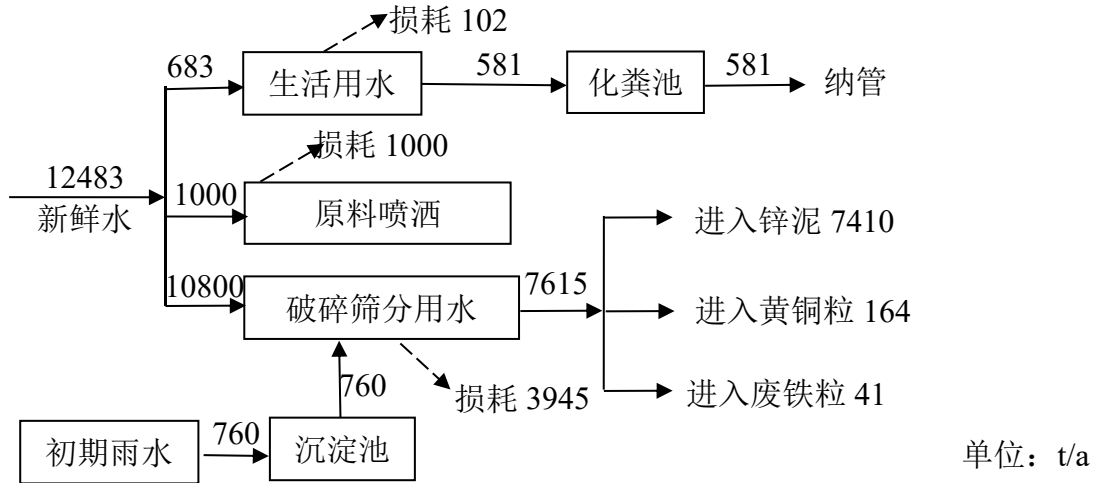 损耗 102
683
生活用水
581
化粪池
581
纳管
损耗 1000
12483
新鲜水
1000
原料喷洒
进入锌泥 7410
10800
破碎筛分用水
7615
进入黄铜粒 164
760
损耗 3945
进入废铁粒 41
初期雨水
760
沉淀池
单位：t/a